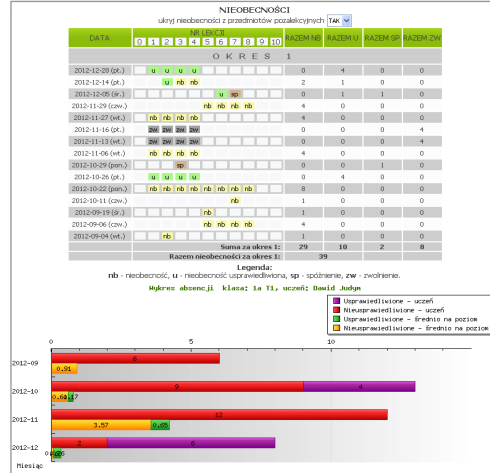 NIEOBECNOŚCI
ukryj nieobecności z przedmiotów pozalekcyjnych TAK
DATA NR LEKCJI RAZEM NB RAZEM U RAZEM SP RAZEM ZW
0 1 2 3 4 5 6 7 8 9 10
O K R E S 1
2012-12-20 (pt.) u u u u 0 4 0 0
2012-12-14 (pt.) u nb nb 2 1 0 0
2012-12-05 (śr.) u sp 0 1 1 0
2012-11-29 (czw.) nb nb nb nb 4 0 0 0
2012-11-27 (wt.) nb nb nb nb 4 0 0 0
2012-11-16 (pt.) zw zw zw zw 0 0 0 4
2012-11-13 (wt.) zw zw zw zw 0 0 0 4
2012-11-06 (wt.) nb nb nb nb 4 0 0 0
2012-10-29 (pon.) sp 0 0 1 0
2012-10-26 (pt.) u u u u 0 4 0 0
2012-10-22 (pon.) nb nb nb nb nb nb nb nb 8 0 0 0
2012-10-11 (czw.) nb 1 0 0 0
2012-09-19 (śr.) nb 1 0 0 0
2012-09-06 (czw.) nb nb nb nb 4 0 0 0
2012-09-04 (wt.) nb 1 0 0 0
Suma za okres 1: 29 10 2 8
Razem nieobecności za okres 1: 39
Legenda:
nb - nieobecność, u - nieobecność usprawiedliwiona, sp - spóźnienie, zw - zwolnienie.
Wykres absencji klasa: 1a TI, uczeń: Dawid Judym
Usprawiedliwione - uczeń
Nieusprawiedliwione - uczeń
Usprawiedliwione - średnio na poziom
Nieusprawiedliwione - średnio na poziom
0 5 10
2012-09 6
0.91
2012-10 9 4
0.17
2012-11 12
3.57 0.65
2012-12 2 6
Miesiąc